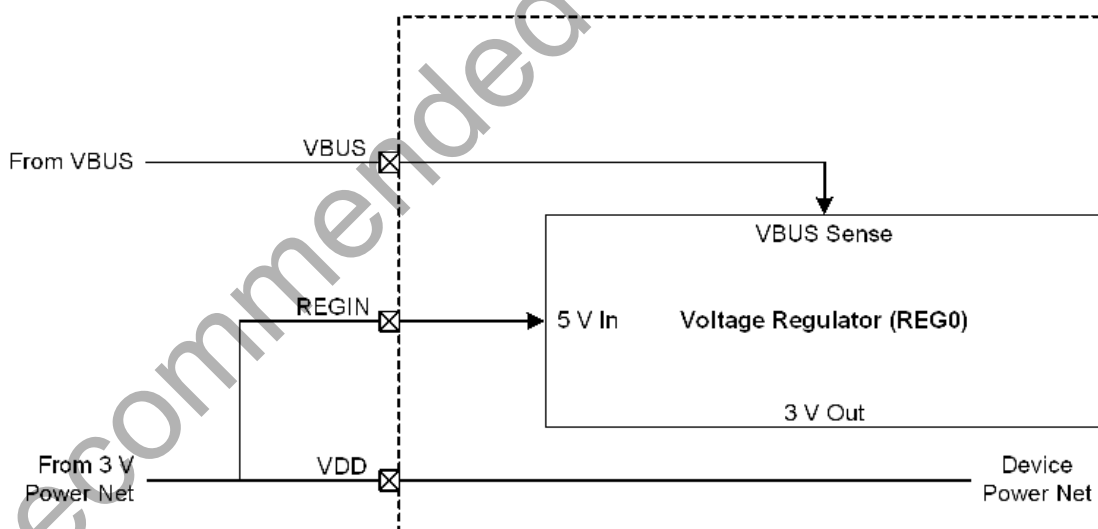 ecommended
VBUS
From VBUS
VBUS Sense
REGIN
5 V In
Voltage Regulator (REG0)
3 V Out
From 3 V
Power Net
VDD
Device
Power Net